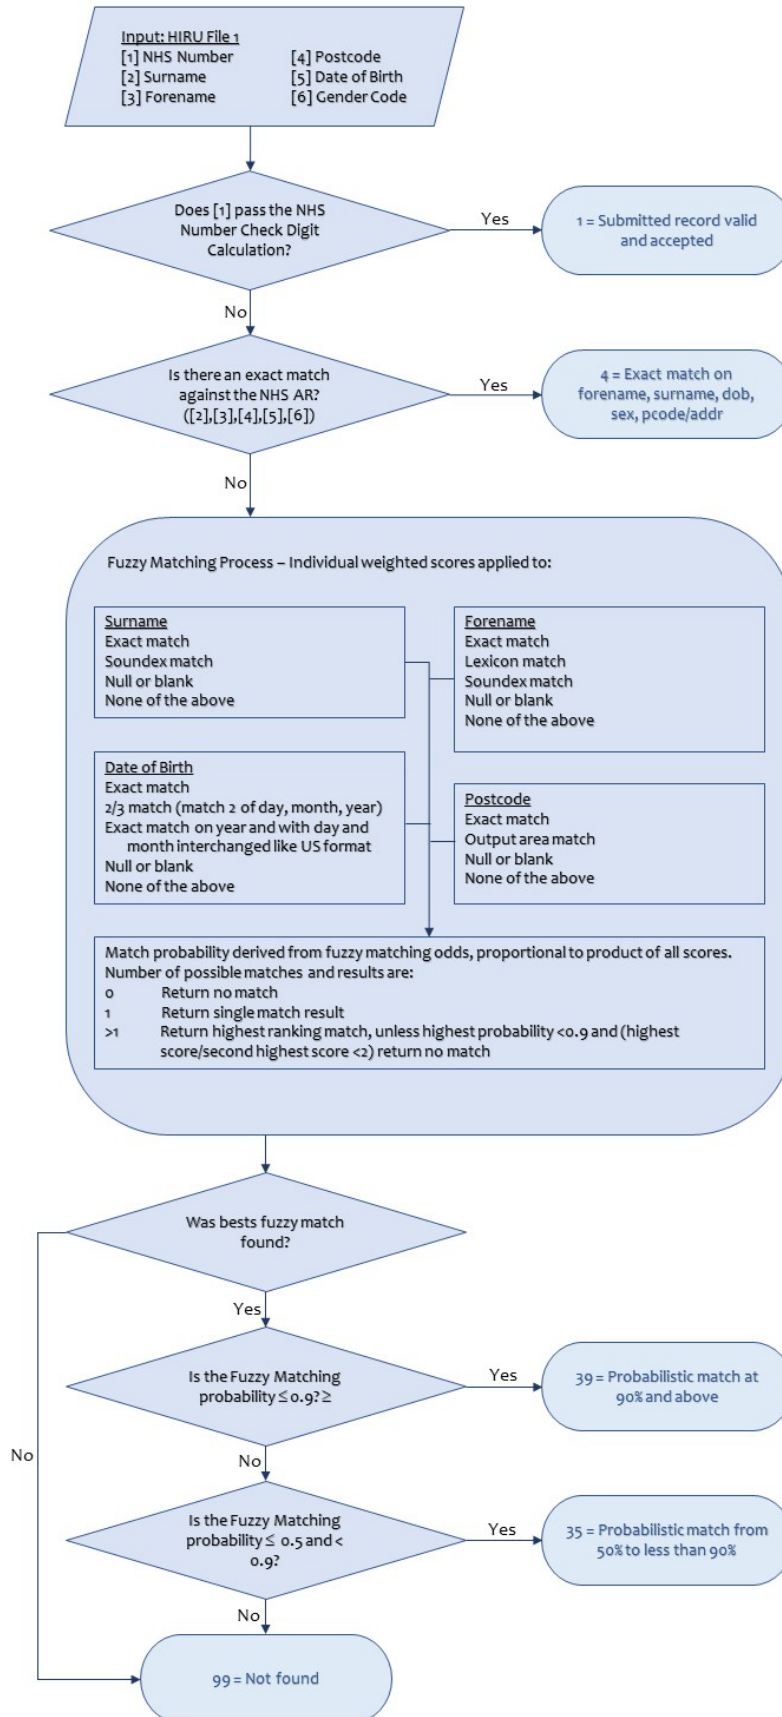 Input: HIRU File 1
[1] NHS Number [4] Postcode
[2] Surname [5] Date of Birth
[3] Forename [6] Gender Code
Does [1] pass the NHS
Number Check Digit
Calculation?
Yes
1 = Submitted record valid
and accepted
No
Is there an exact match
against the NHS AR?
([2],[3],[4],[5],[6])
Yes
4 = Exact match on
forename, surname, dob,
sex, pcode/addr
No
Fuzzy Matching Process – Individual weighted scores applied to:
Surname
Exact match
Soundex match
Null or blank
None of the above
Forename
Exact match
Lexicon match
Soundex match
Null or blank
None of the above
Date of Birth
Exact match
2/3 match (match 2 of day, month, year)
Exact match on year and with day and
month interchanged like US format
Null or blank
None of the above
Postcode
Exact match
Output area match
Null or blank
None of the above
Match probability derived from fuzzy matching odds, proportional to product of all scores.
Number of possible matches and results are:
0 Return no match
1 Return single match result
>1 Return highest ranking match, unless highest probability <0.9 and (highest
score/second highest score <2) return no match
Was bests fuzzy match
found?
Yes
Is the Fuzzy Matching
probability ≤ 0.9? ≥
Yes
39 = Probabilistic match at
90% and above
No
No
Is the Fuzzy Matching
probability ≤ 0.5 and <
0.9?
Yes
35 = Probabilistic match from
50% to less than 90%
No
99 = Not found